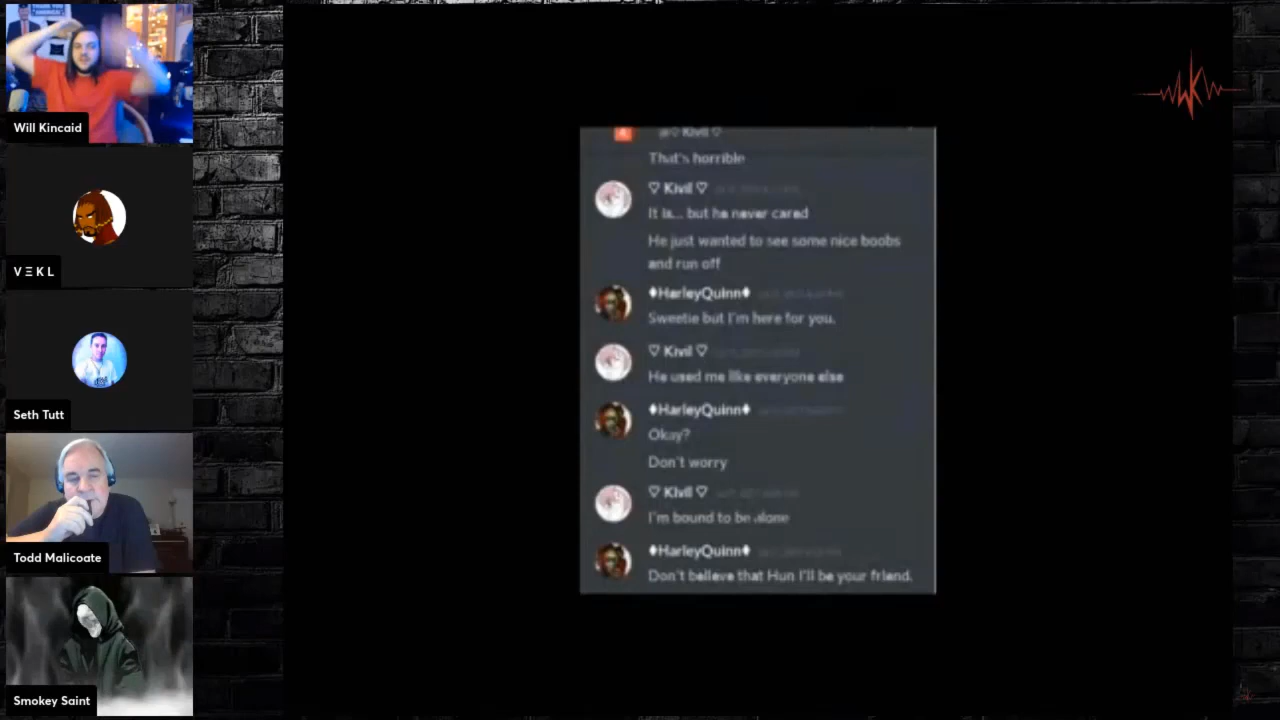 THANK YOU
Will Kincaid
V Ξ K L
Seth Tutt
Todd Malicoate
Smokey Saint
WK
♡ Kivil ♡
That's horrible
♡ Kivil ♡
It is... but he never cared
He just wanted to see some nice boobs
and run off
♦HarleyQuinn♦
Sweetie but I'm here for you.
♡ Kivil ♡
He used me like everyone else
♦HarleyQuinn♦
Okay?
Don't worry
♡ Kivil ♡
I'm bound to be alone
♦HarleyQuinn♦
Don't believe that Hun I'll be your friend.